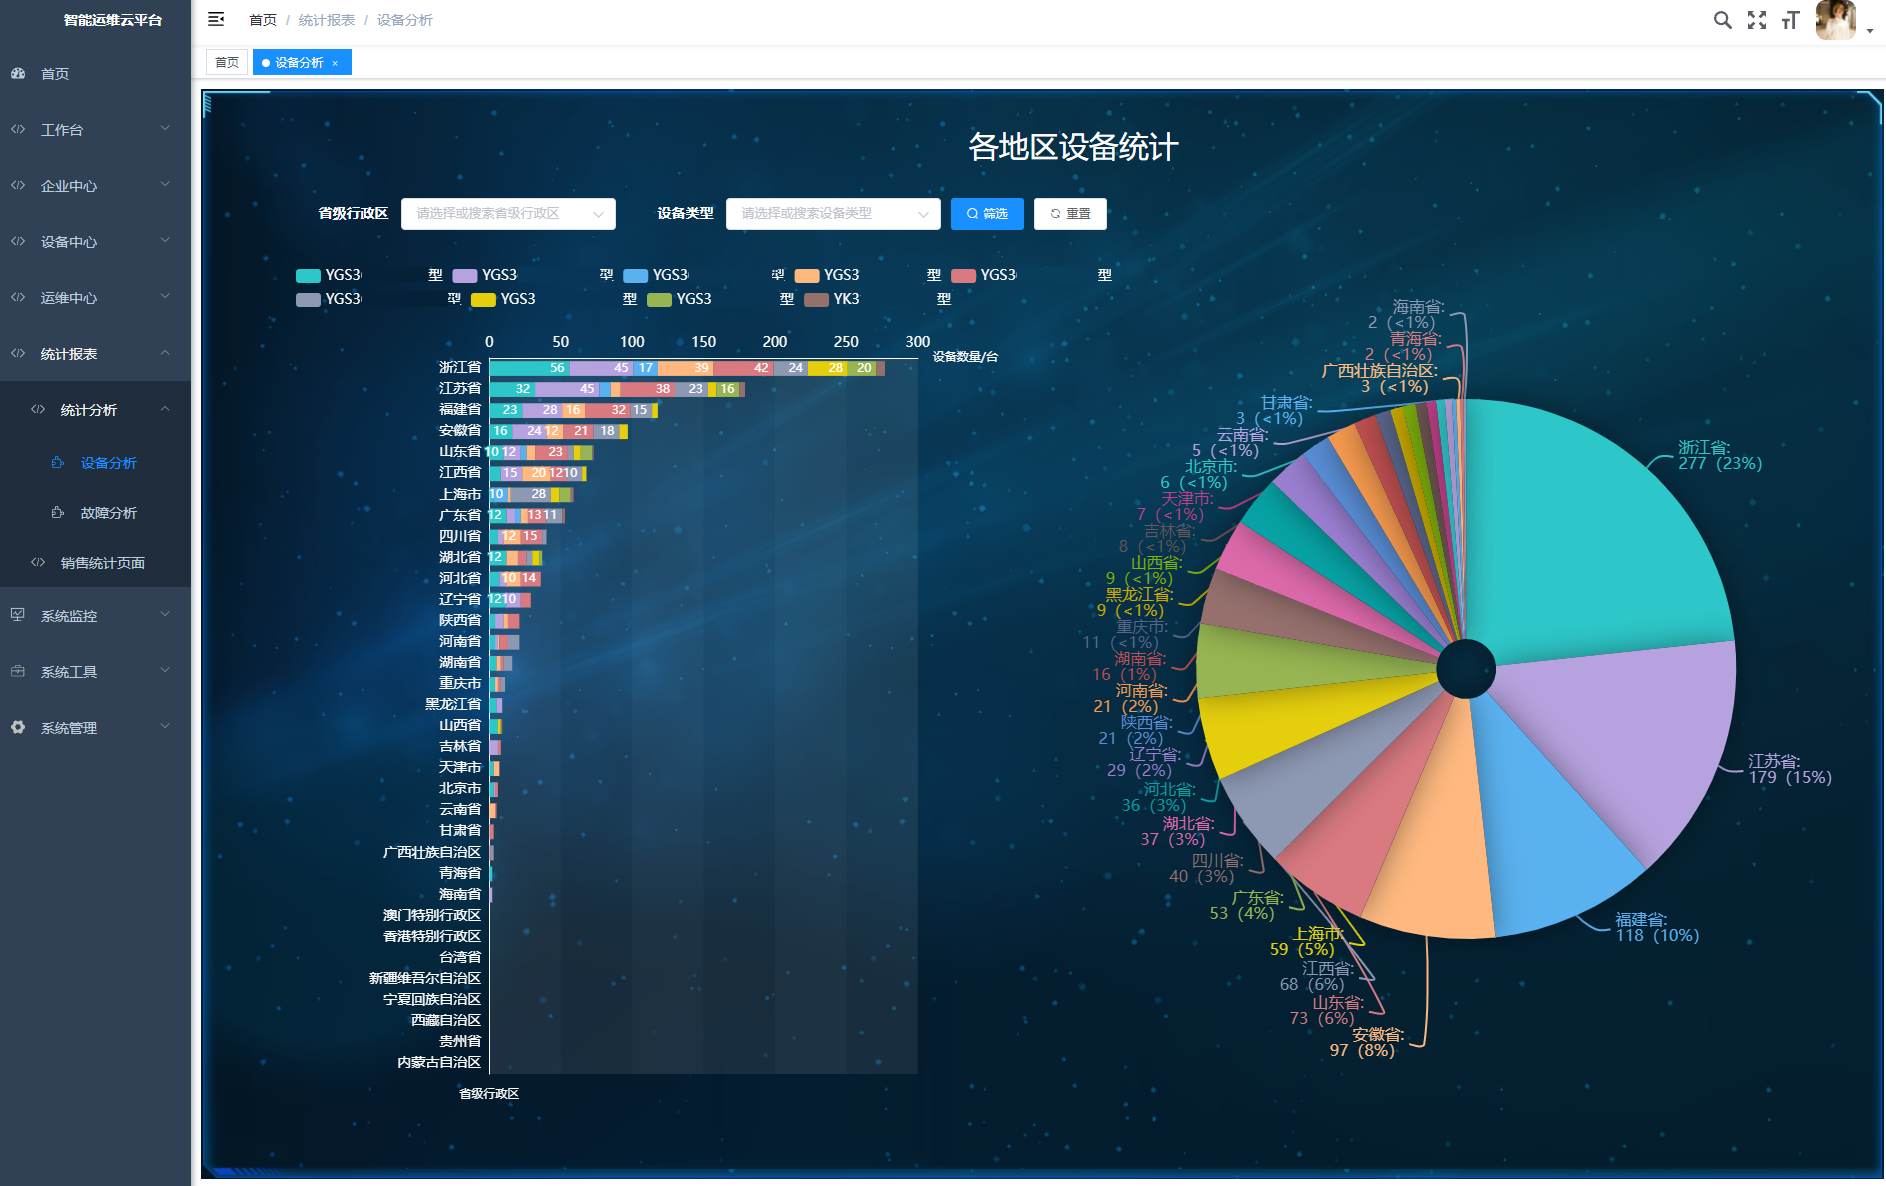 智能运维云平台
首页
工作台
企业中心
设备中心
运维中心
统计报表
统计分析
设备分析
故障分析
销售统计页面
系统监控
系统工具
系统管理
首页 / 统计报表 / 设备分析
首页
设备分析 ×
各地区设备统计
省级行政区 请选择或搜索省级行政区 设备类型 请选择或搜索设备类型 筛选 重置
YGS3 型 YGS3 型 YGS3 型 YGS3 型 YGS3 型
YGS3 型 YGS3 型 YGS3 型 YK3 型
0 50 100 150 200 250 300
设备数量/台
浙江省 56 45 17 39 42 24 28 20
江苏省 32 45 38 23 16
福建省 23 28 16 32 15
安徽省 16 24 12 21 18
山东省 10 12 23
江西省 15 20 12 10
上海市 10 28
广东省 12 13 11
四川省 12 15
湖北省 12
河北省 10 14
辽宁省 12 10
陕西省
河南省
湖南省
重庆市
黑龙江省
山西省
吉林省
天津市
北京市
云南省
甘肃省
广西壮族自治区
青海省
海南省
澳门特别行政区
香港特别行政区
台湾省
新疆维吾尔自治区
宁夏回族自治区
西藏自治区
贵州省
内蒙古自治区
省级行政区
海南省:
2 (<1%)
青海省:
2 (<1%)
广西壮族自治区:
3 (<1%)
甘肃省:
3 (<1%)
云南省:
5 (<1%)
北京市:
6 (<1%)
天津市:
7 (<1%)
吉林省:
8 (<1%)
山西省:
9 (<1%)
黑龙江省:
9 (<1%)
重庆市:
11 (<1%)
湖南省:
16 (1%)
河南省:
21 (2%)
陕西省:
21 (2%)
辽宁省:
29 (2%)
河北省:
36 (3%)
湖北省:
37 (3%)
四川省:
40 (3%)
广东省:
53 (4%)
上海市:
59 (5%)
江西省:
68 (6%)
山东省:
73 (6%)
安徽省:
97 (8%)
浙江省:
277 (23%)
江苏省:
179 (15%)
福建省:
118 (10%)